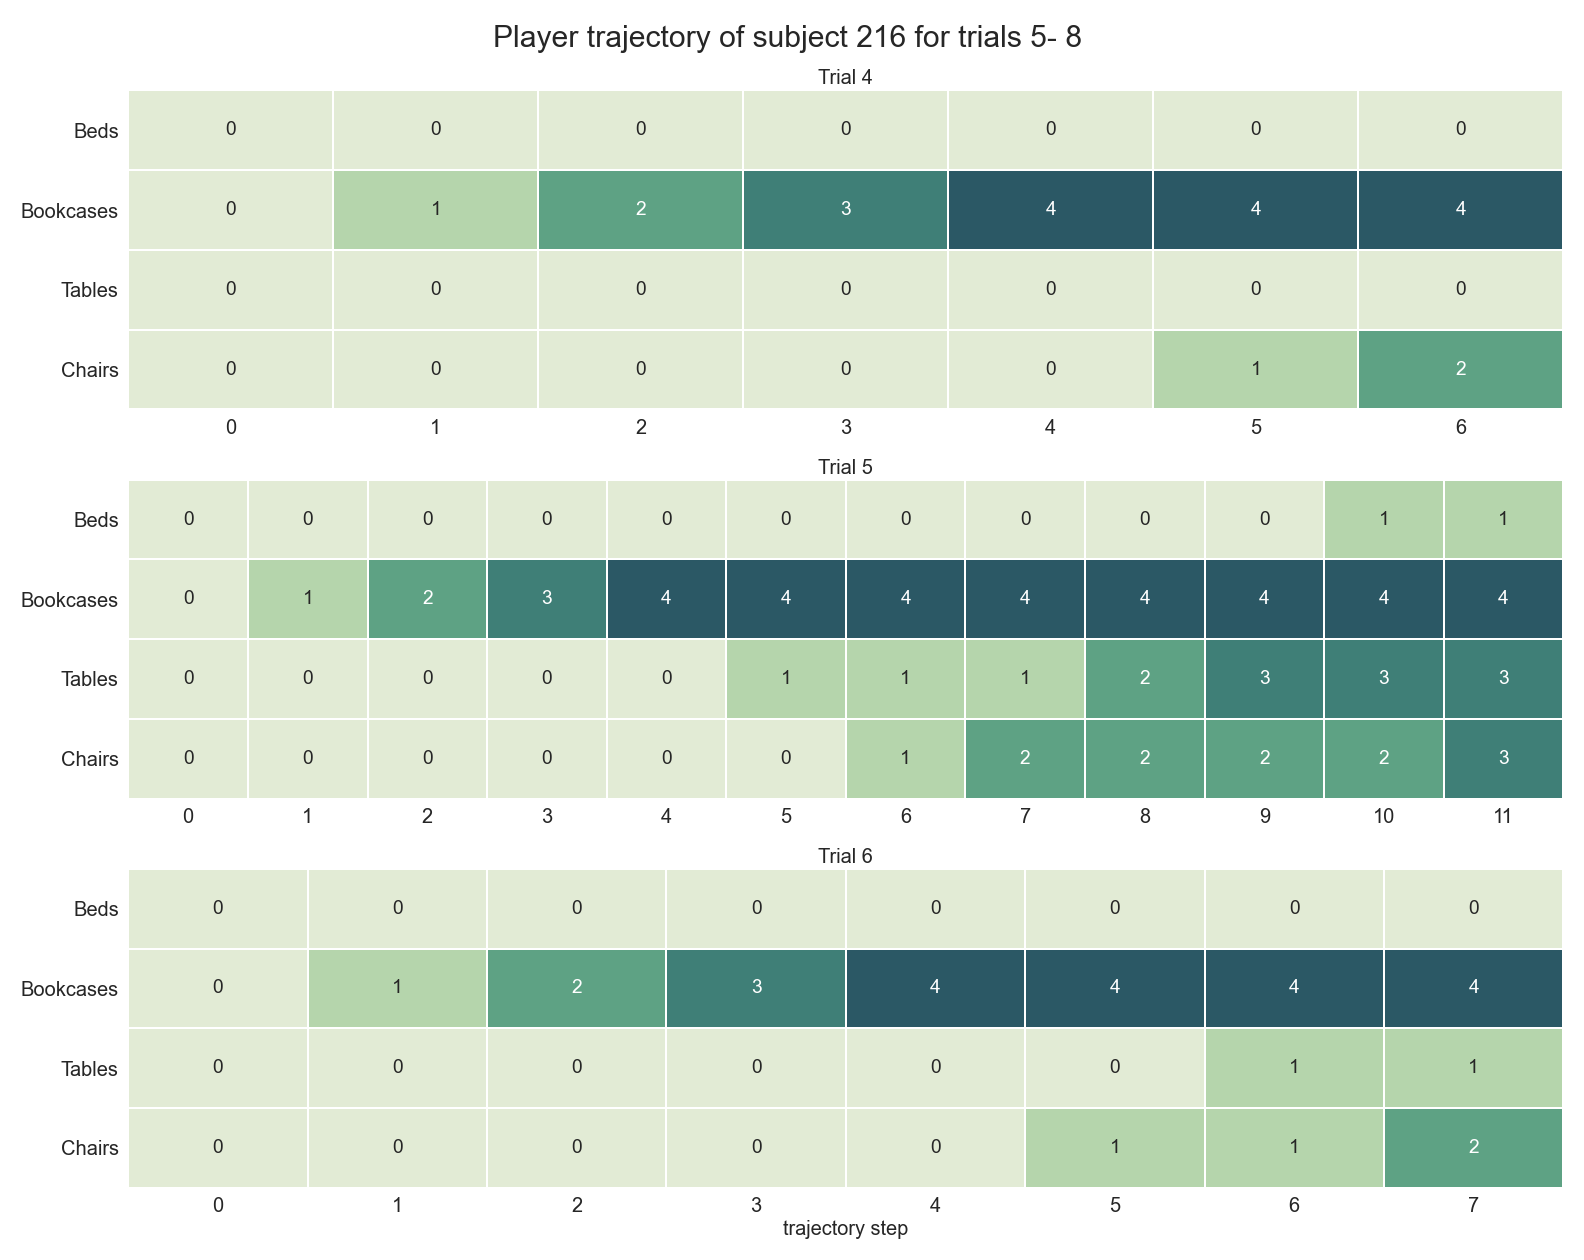 Player trajectory of subject 216 for trials 5- 8
Trial 4
Beds 0 0 0 0 0 0 0
Bookcases 0 1 2 3 4 4 4
Tables 0 0 0 0 0 0 0
Chairs 0 0 0 0 0 1 2
0 1 2 3 4 5 6
Trial 5
Beds 0 0 0 0 0 0 0 0 0 0 1 1
Bookcases 0 1 2 3 4 4 4 4 4 4 4 4
Tables 0 0 0 0 0 1 1 1 2 3 3 3
Chairs 0 0 0 0 0 0 1 2 2 2 2 3
0 1 2 3 4 5 6 7 8 9 10 11
Trial 6
Beds 0 0 0 0 0 0 0 0
Bookcases 0 1 2 3 4 4 4 4
Tables 0 0 0 0 0 0 1 1
Chairs 0 0 0 0 0 1 1 2
0 1 2 3 4 5 6 7
trajectory step